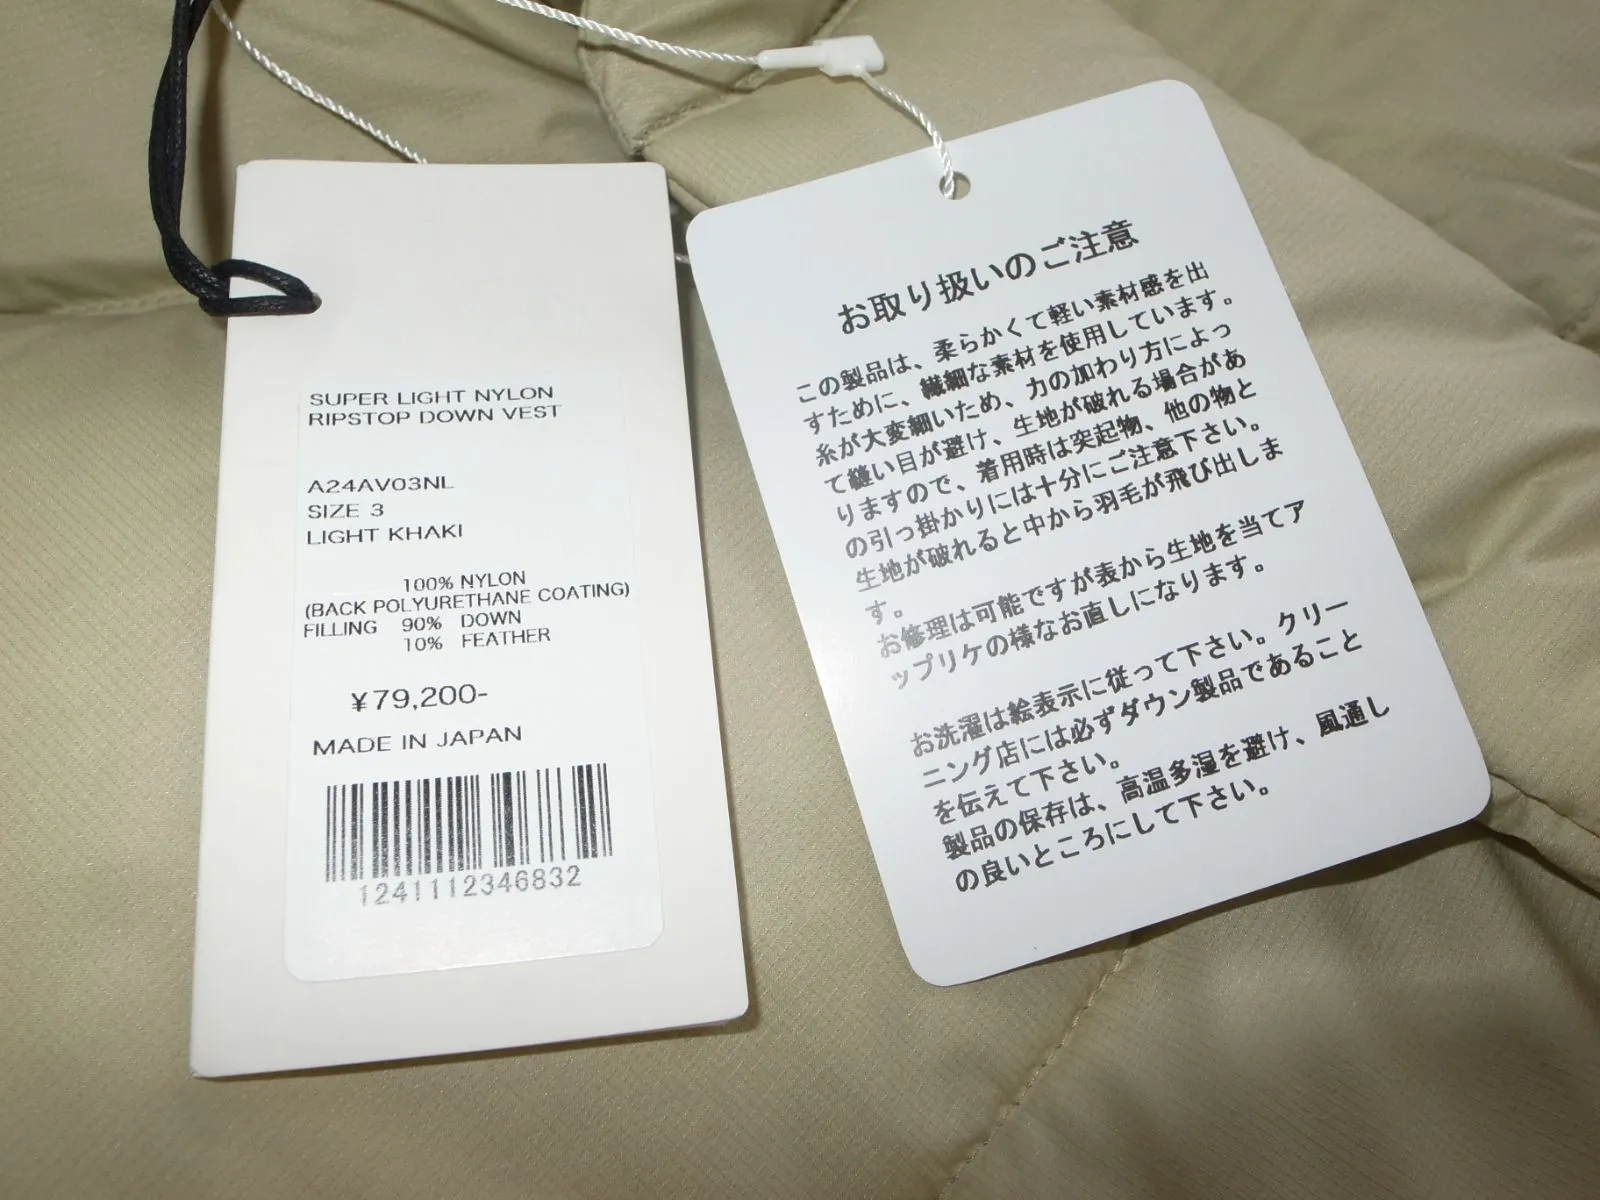 SUPER LIGHT NYLON
RIPSTOP DOWN VEST
A24AV03NL
SIZE 3
LIGHT KHAKI
100% NYLON
(BACK POLYURETHANE COATING)
FILLING 90% DOWN
10% FEATHER
¥79,200-
MADE IN JAPAN
1241112346832
お取り扱いのご注意
この製品は、柔らかくて軽い素材感を出
すために、繊細な素材を使用しています。
糸が大変細いため、力の加わり方によっ
て縫い目が避け、生地が破れる場合があ
りますので、着用時は突起物、他の物と
の引っ掛かりには十分にご注意下さい。
生地が破れると中から羽毛が飛び出しま
す。
お修理は可能ですが表から生地を当てア
ップリケの様なお直しになります。
お洗濯は絵表示に従って下さい。クリー
ニング店には必ずダウン製品であること
を伝えて下さい。
製品の保存は、高温多湿を避け、風通し
の良いところにして下さい。